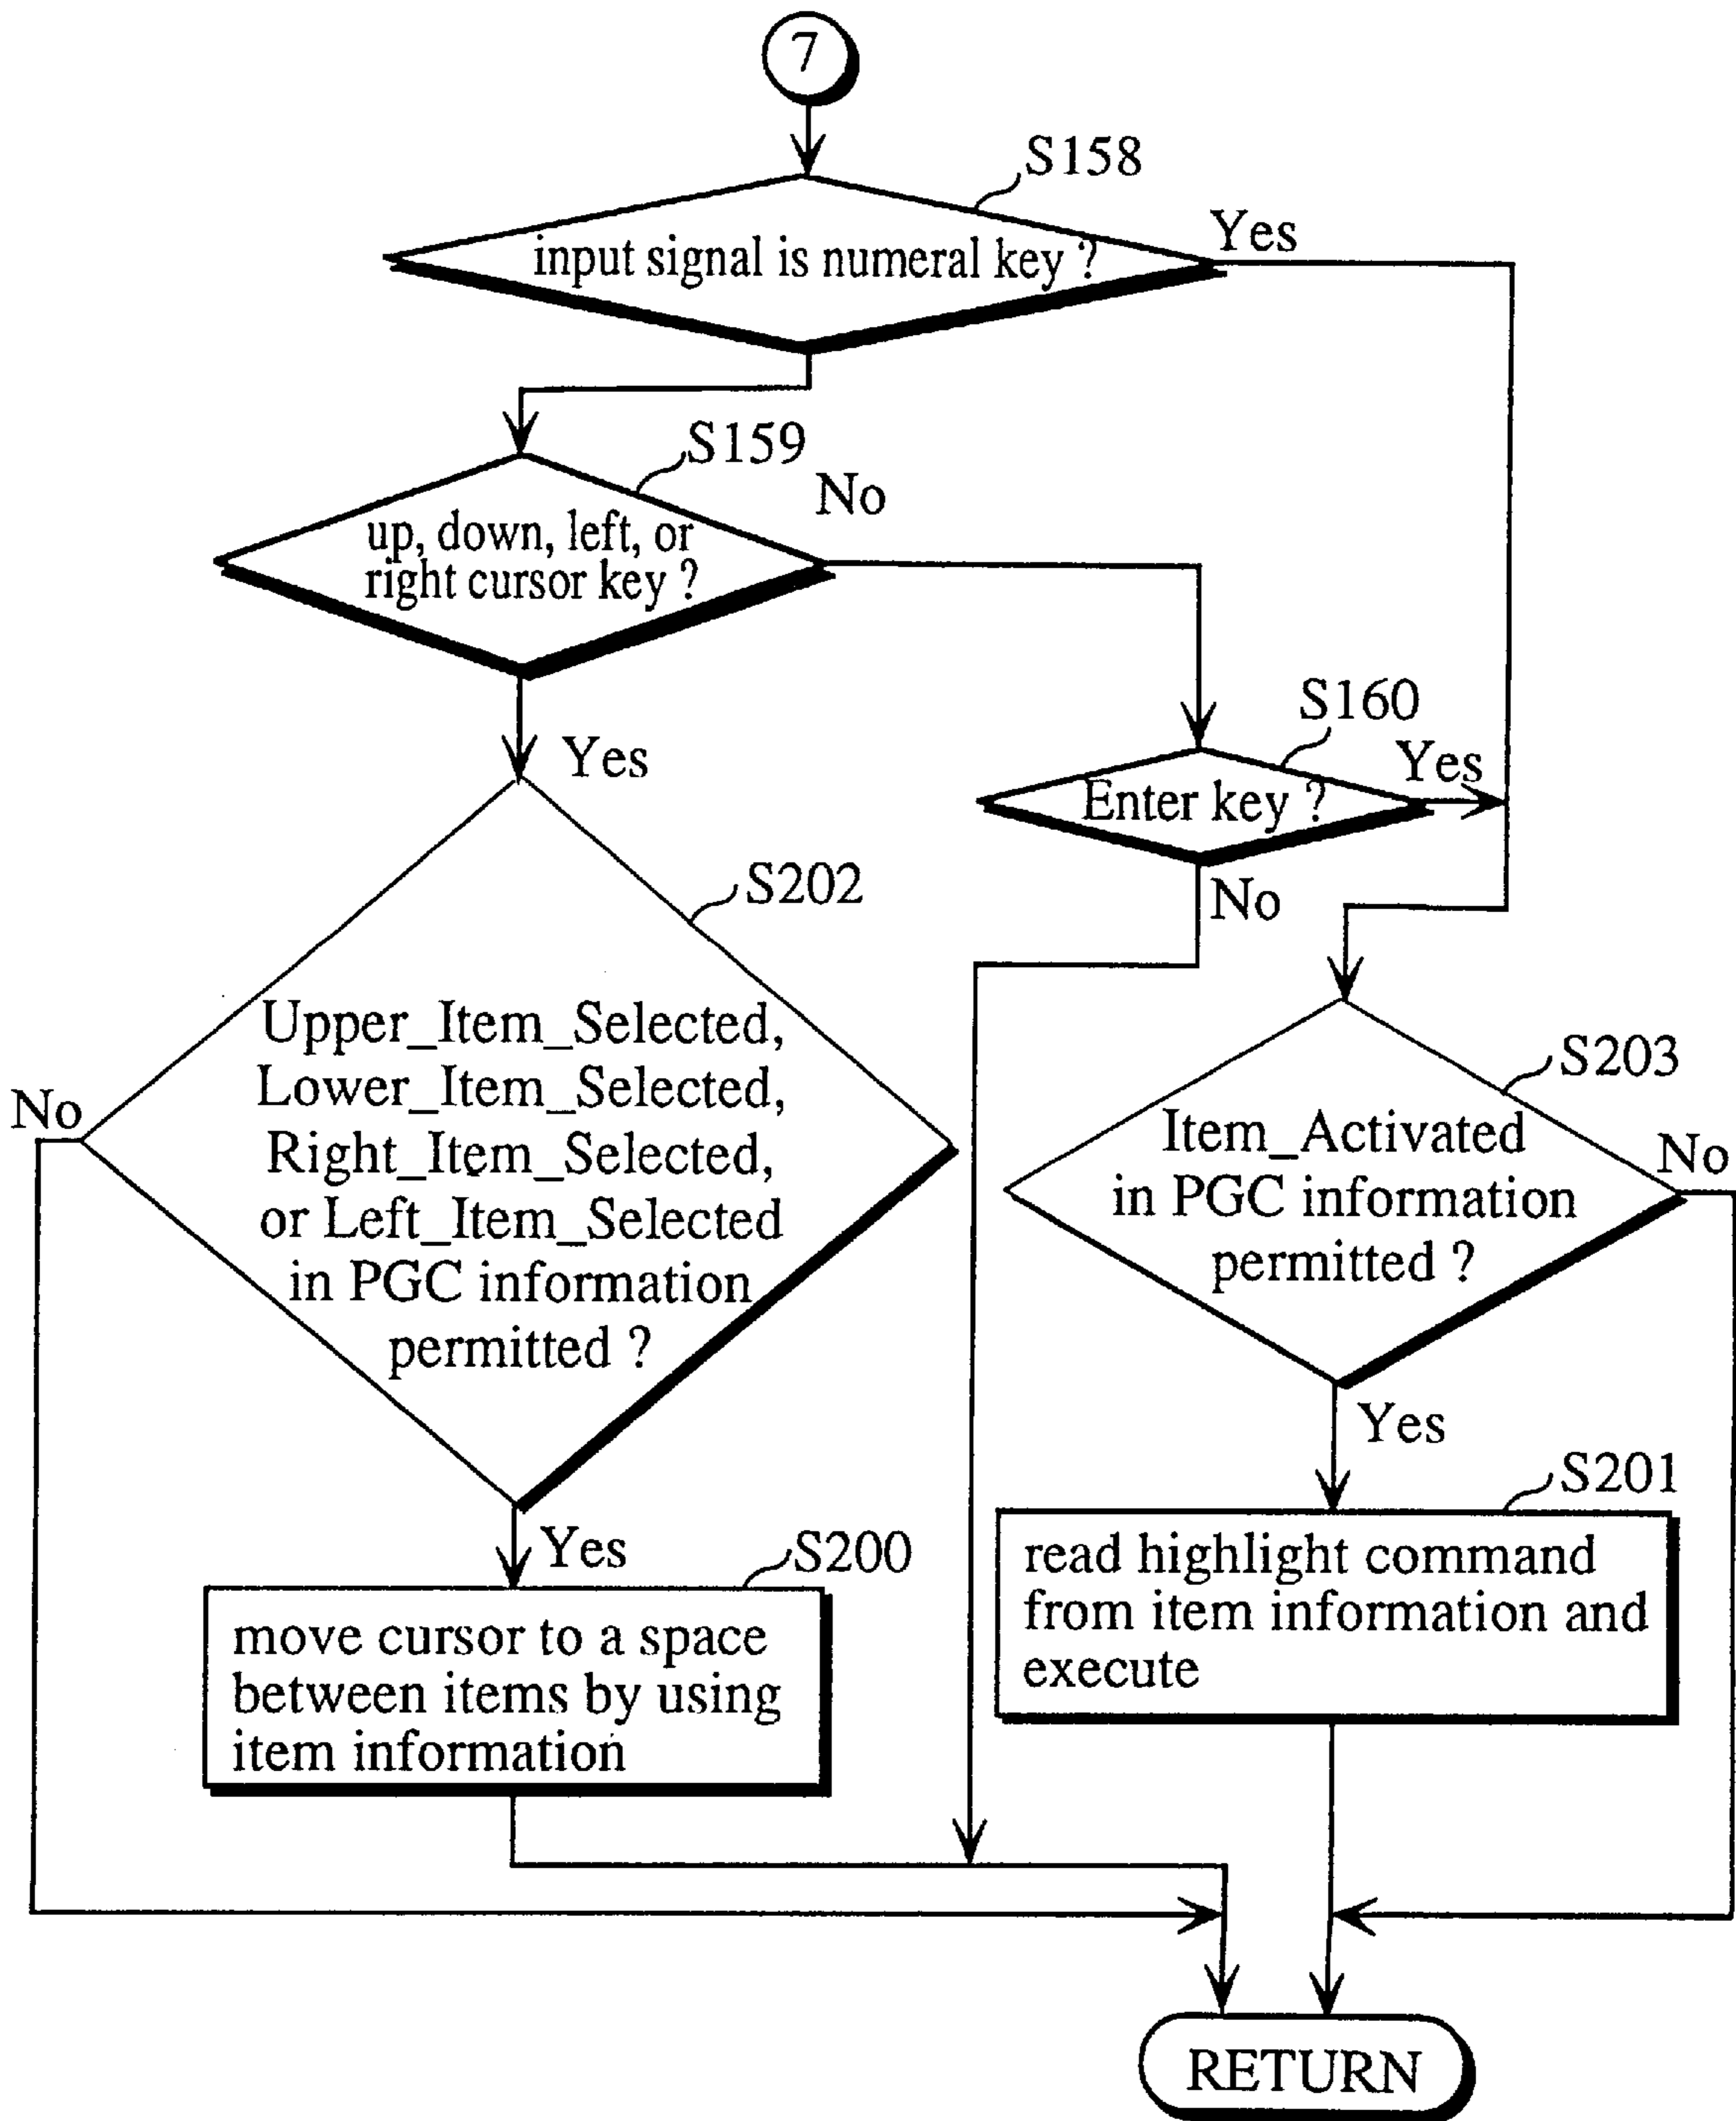 7
S158
input signal is numeral key ?
Yes
S159
No
up, down, left, or
right cursor key ?
Yes
S160
Enter key ?
Yes
No
S202
Upper_Item_Selected,
Lower_Item_Selected,
Right_Item_Selected,
or Left_Item_Selected
in PGC information
permitted ?
No
Yes
S203
Item_Activated
in PGC information
permitted ?
No
Yes
S200
move cursor to a space
between items by using
item information
S201
read highlight command
from item information and
execute
RETURN